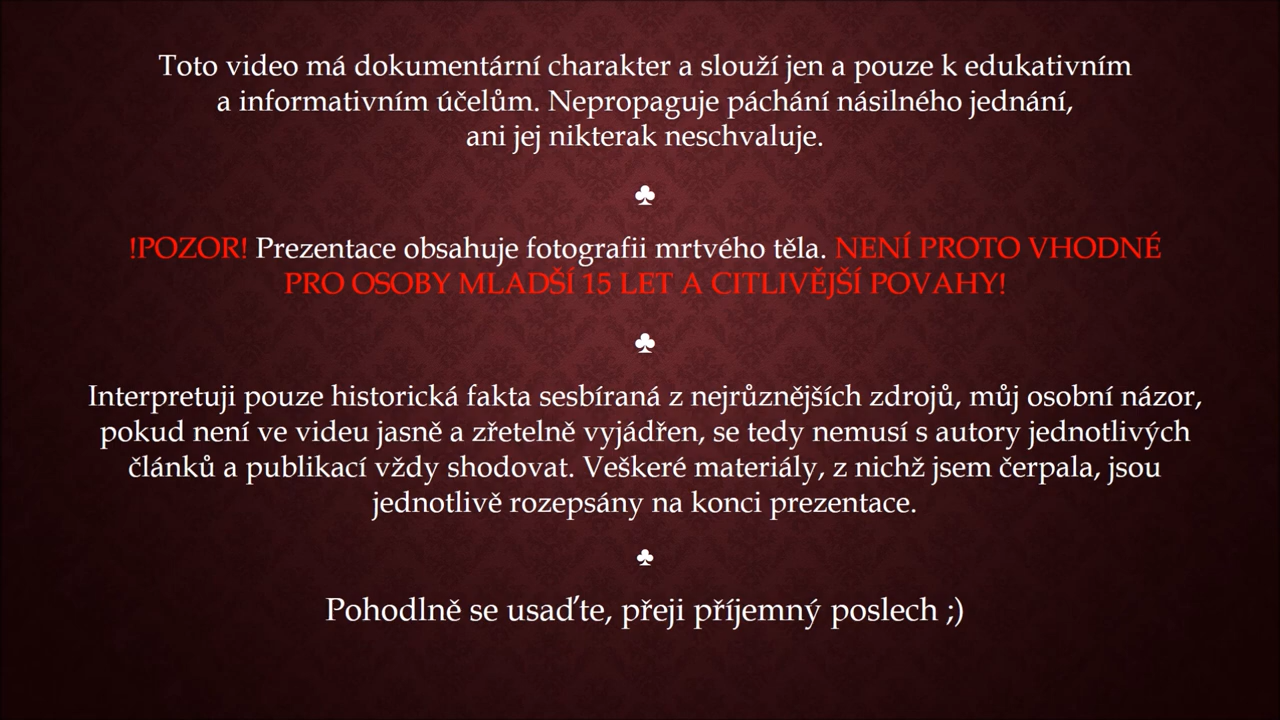 Toto video má dokumentární charakter a slouží jen a pouze k edukativním
a informativním účelům. Nepropaguje páchání násilného jednání,
ani jej nikterak neschvaluje.
♣
!POZOR! Prezentace obsahuje fotografii mrtvého těla. NENÍ PROTO VHODNÉ
PRO OSOBY MLADŠÍ 15 LET A CITLIVĚJŠÍ POVAHY!
♣
Interpretuji pouze historická fakta sesbíraná z nejrůznějších zdrojů, můj osobní názor,
pokud není ve videu jasně a zřetelně vyjádřen, se tedy nemusí s autory jednotlivých
článků a publikací vždy shodovat. Veškeré materiály, z nichž jsem čerpala, jsou
jednotlivě rozepsány na konci prezentace.
♣
Pohodlně se usaďte, přeji příjemný poslech ;)